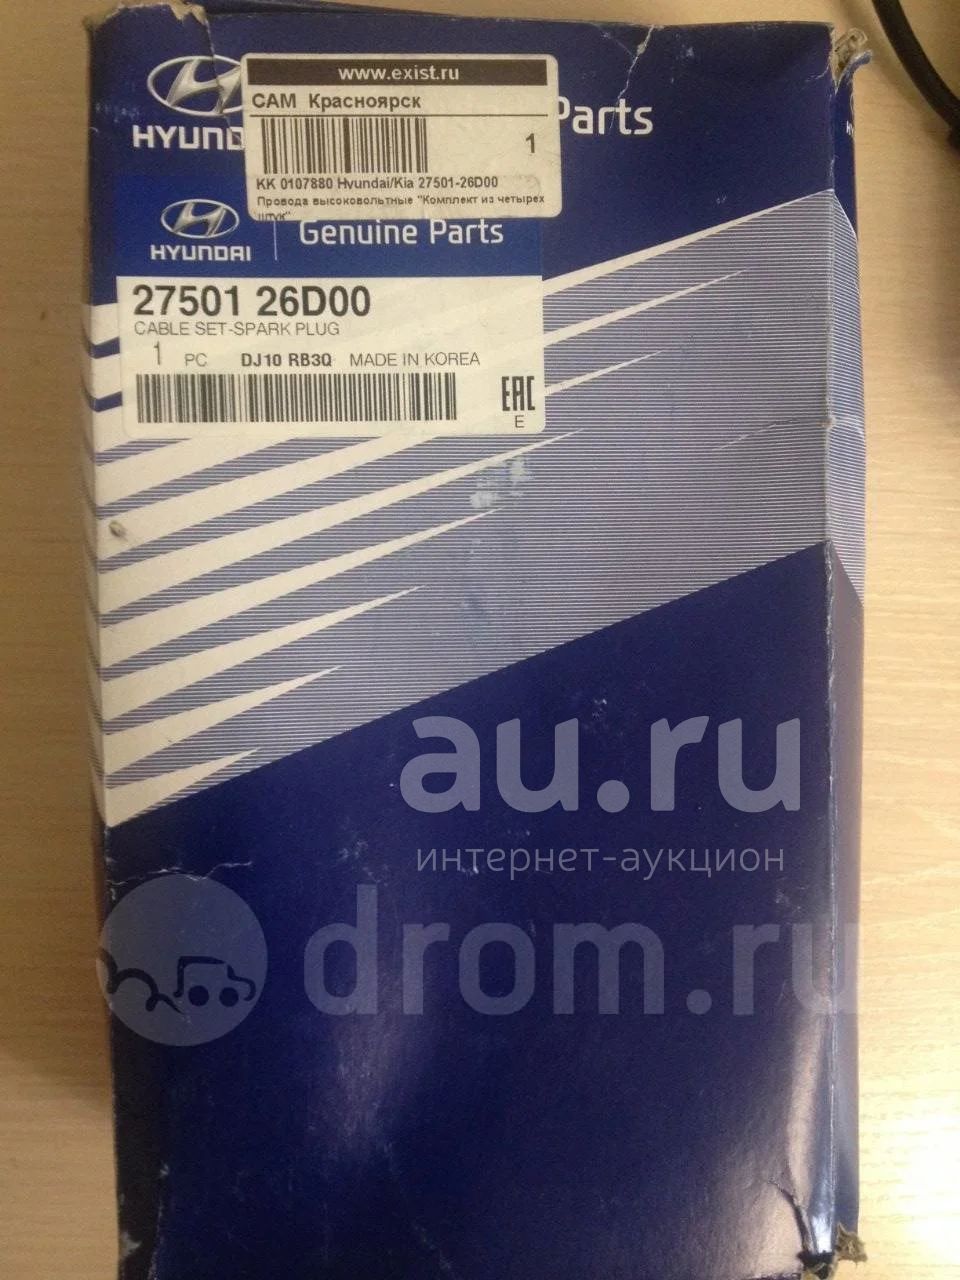 www.exist.ru
САМ Красноярск
1
КК 0107880 Hyundai/Kia 27501-26D00
Провода высоковольтные "Комплект из четырех
штук"
HYUNDAI Parts
HYUNDAI Genuine Parts
27501 26D00
CABLE SET-SPARK PLUG
1 PC DJ10 RB3Q MADE IN KOREA
EAC
E
au.ru
интернет-аукцион
drom.ru